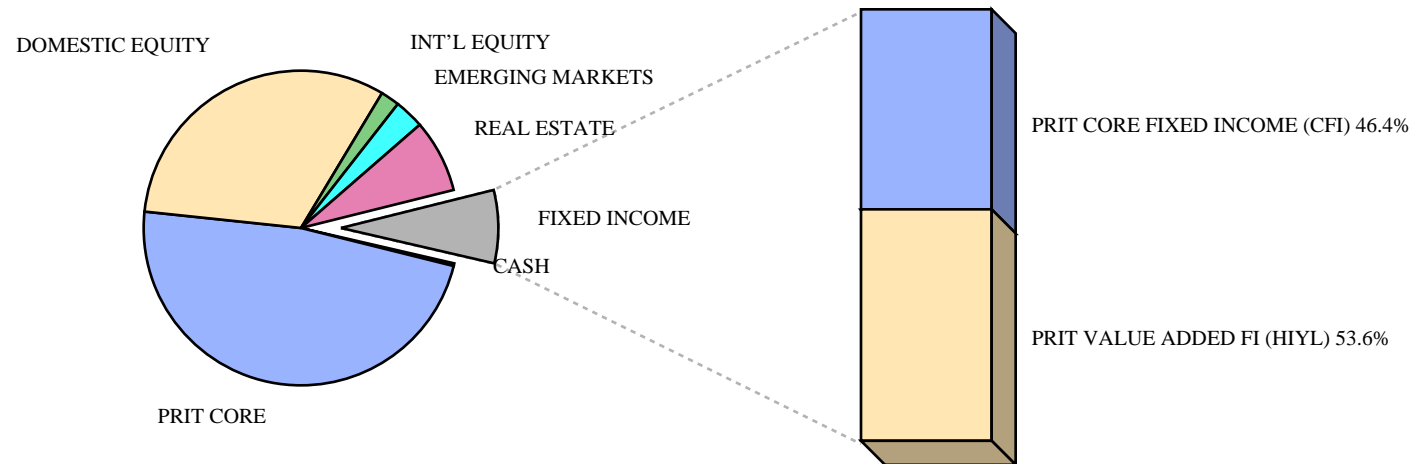 DOMESTIC EQUITY
INT'L EQUITY
EMERGING MARKETS
REAL ESTATE
FIXED INCOME
CASH
PRIT CORE
PRIT CORE FIXED INCOME (CFI) 46.4%
PRIT VALUE ADDED FI (HIYL) 53.6%